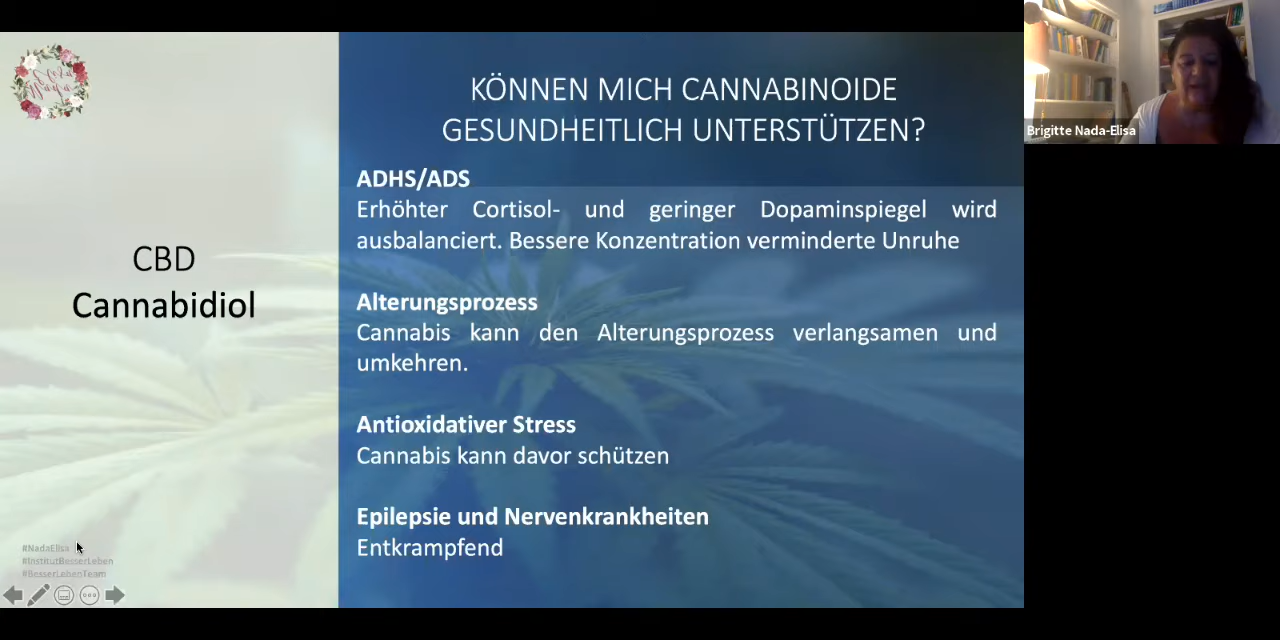 KÖNNEN MICH CANNABINOIDE
GESUNDHEITLICH UNTERSTÜTZEN?
ADHS/ADS
Erhöhter Cortisol- und geringer Dopaminspiegel wird
ausbalanciert. Bessere Konzentration verminderte Unruhe
Alterungsprozess
Cannabis kann den Alterungsprozess verlangsamen und
umkehren.
Antioxidativer Stress
Cannabis kann davor schützen
Epilepsie und Nervenkrankheiten
Entkrampfend
CBD
Cannabidiol
#NadaElisa
#InstitutBesserLeben
#BesserLebenTeam
Brigitte Nada-Elisa